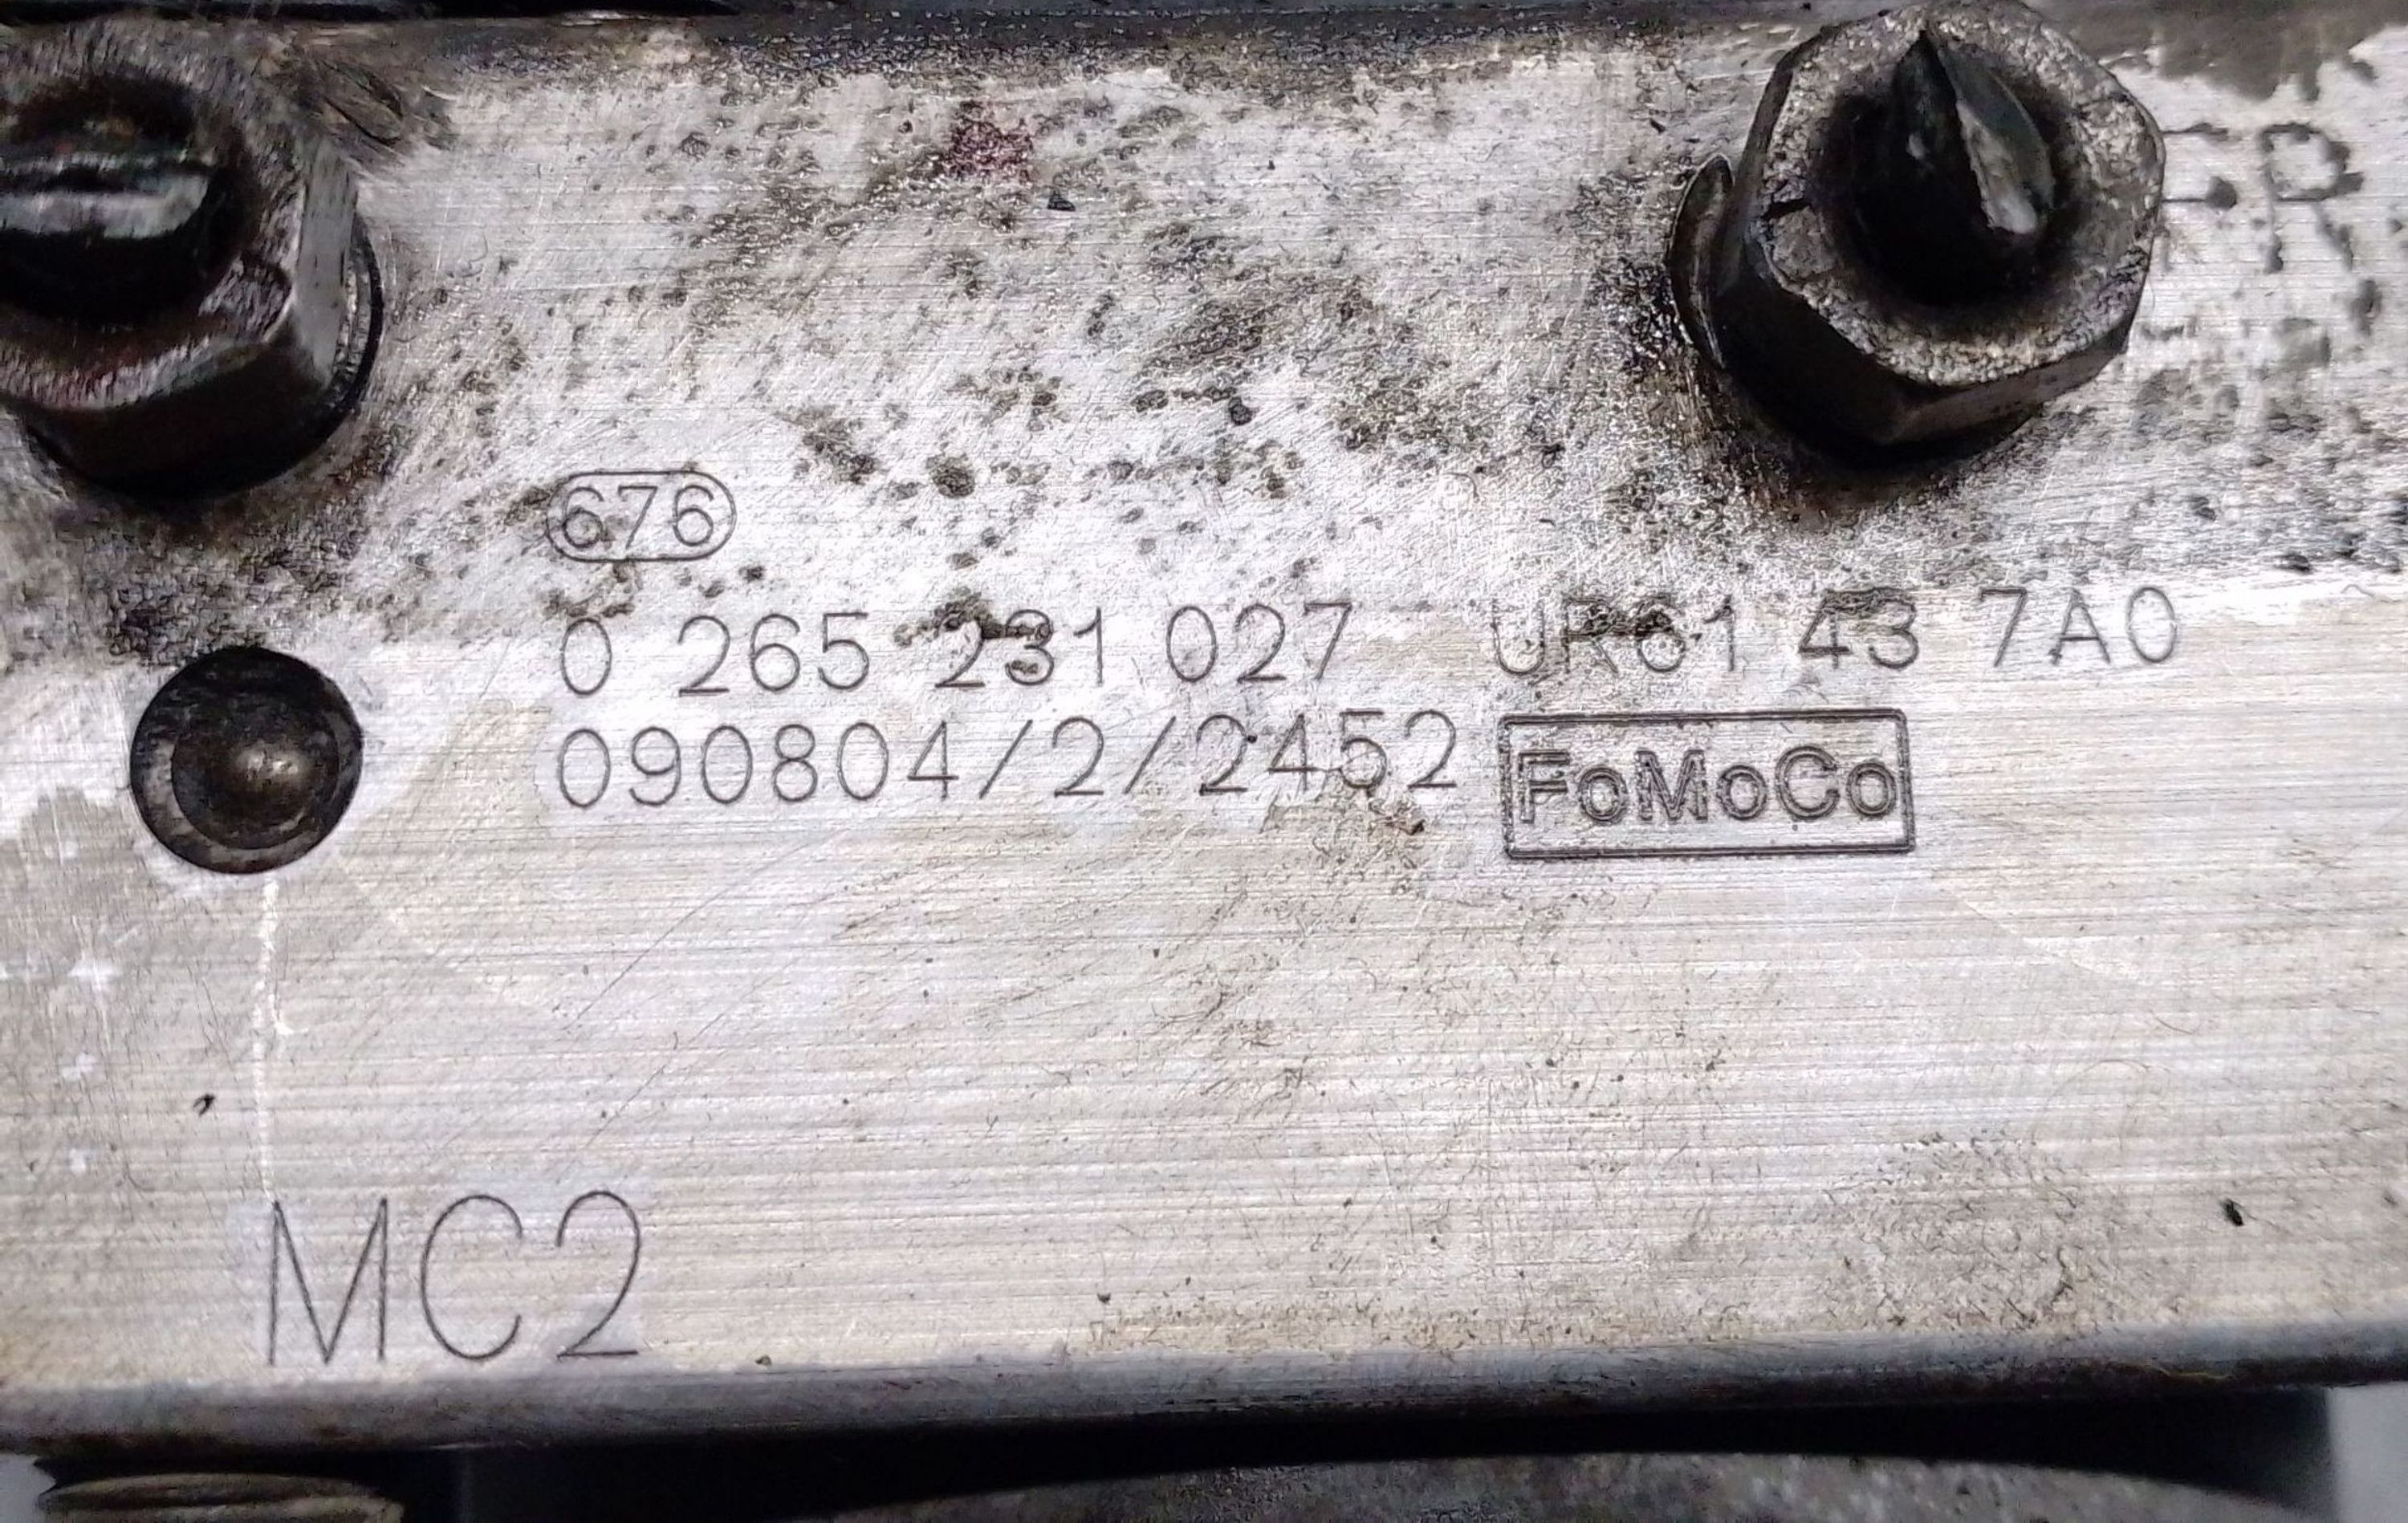 676
0 265 231 027 UR61 43 7A0
090804/2/2452 FoMoCo
MC2